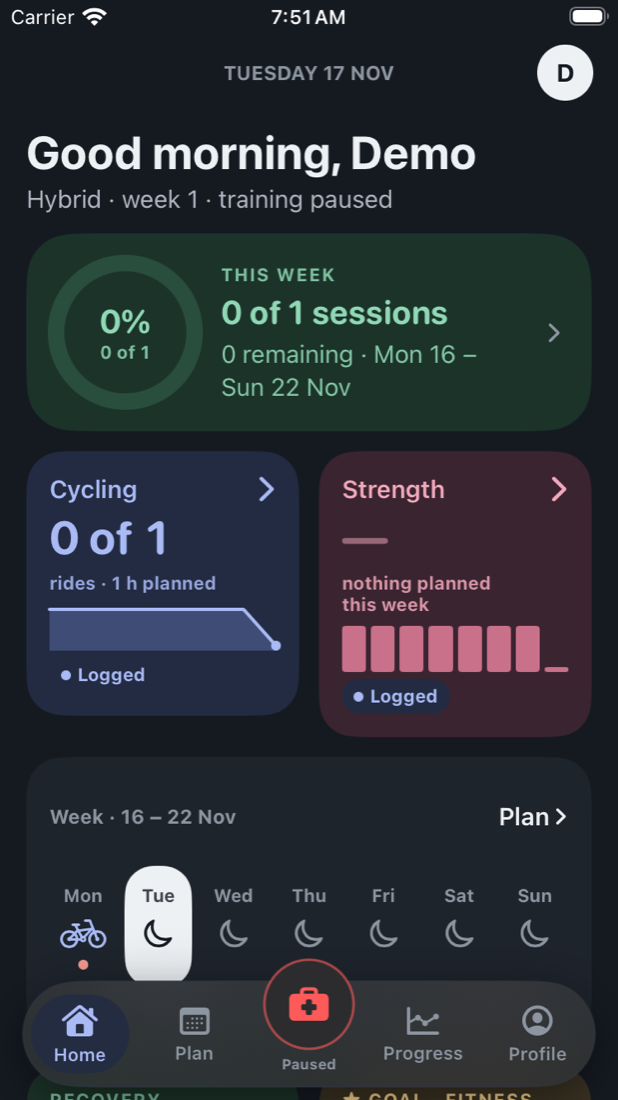 Carrier 7:51 AM
TUESDAY 17 NOV
D
Good morning, Demo
Hybrid · week 1 · training paused
THIS WEEK
0%
0 of 1
0 of 1 sessions
0 remaining · Mon 16 –
Sun 22 Nov
Cycling
0 of 1
rides · 1 h planned
Logged
Strength
—
nothing planned
this week
Logged
Week · 16 – 22 Nov
Plan
Mon Tue Wed Thu Fri Sat Sun
Home Plan Paused Progress Profile
RECOVERY
GOAL · FITNESS